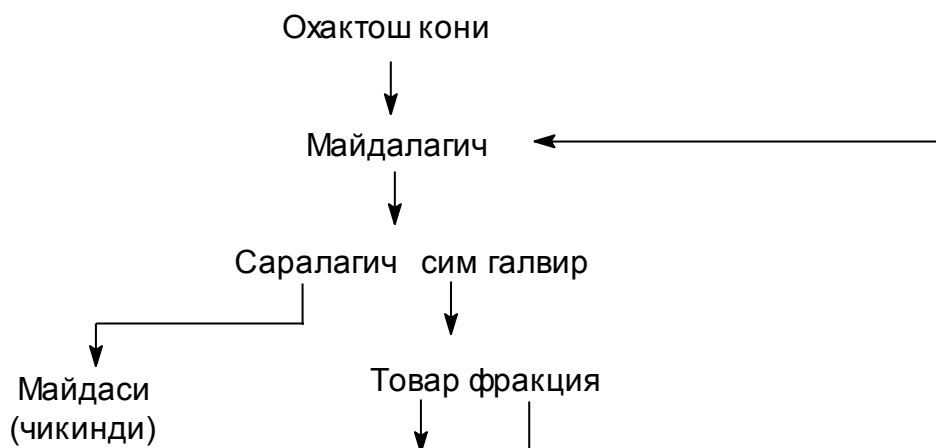 Охактош кони
Майдалагич
Саралагич сим галвир
Майдаси
(чикинди)
Товар фракция